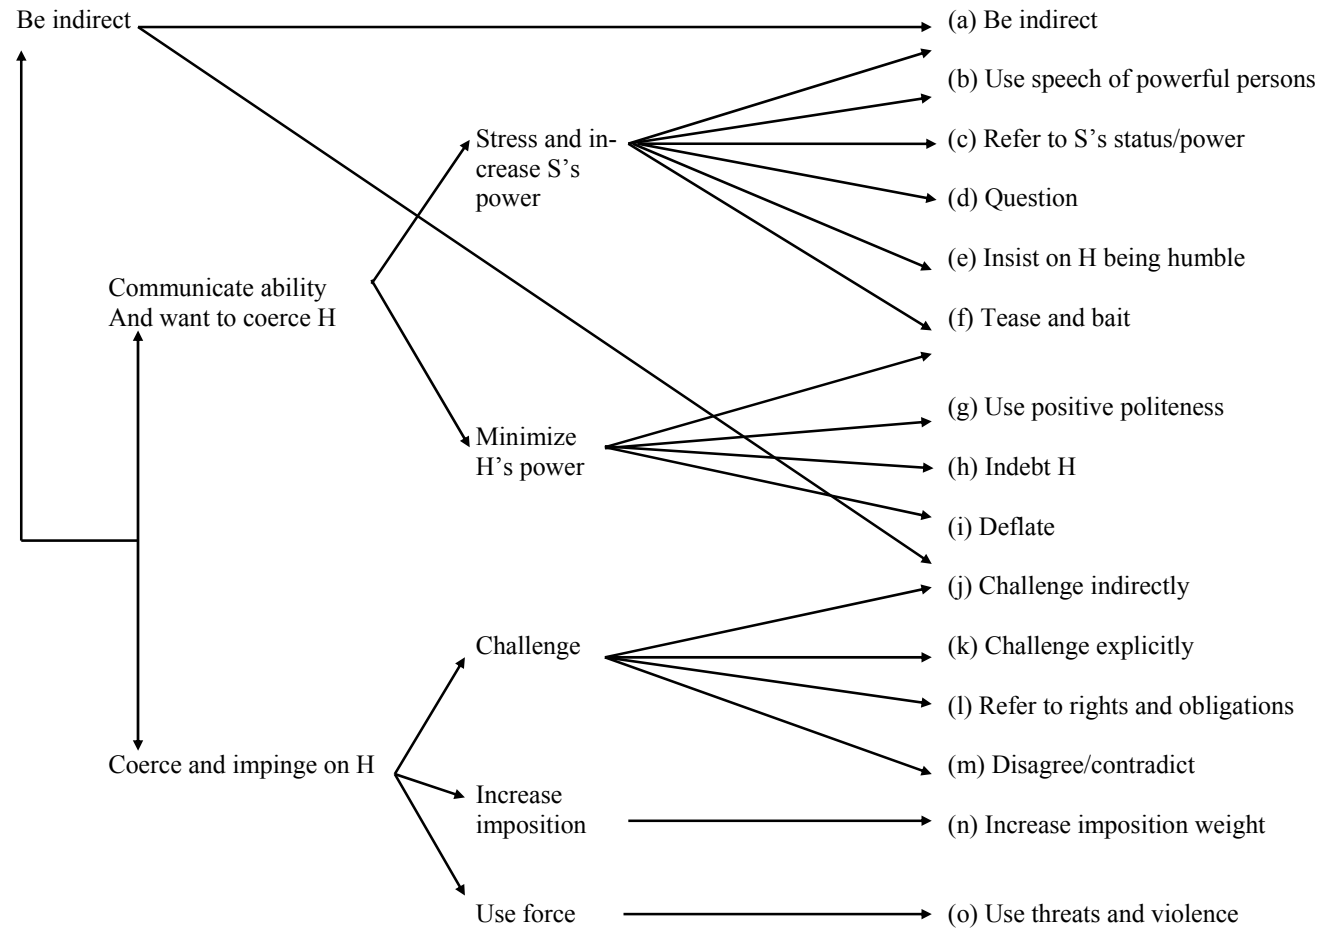 Be indirect
(a) Be indirect
(b) Use speech of powerful persons
Stress and in-
crease S’s
power
(c) Refer to S’s status/power
(d) Question
(e) Insist on H being humble
Communicate ability
And want to coerce H
(f) Tease and bait
(g) Use positive politeness
Minimize
H’s power
(h) Indebt H
(i) Deflate
(j) Challenge indirectly
Challenge
(k) Challenge explicitly
(l) Refer to rights and obligations
Coerce and impinge on H
(m) Disagree/contradict
Increase
imposition
(n) Increase imposition weight
Use force
(o) Use threats and violence